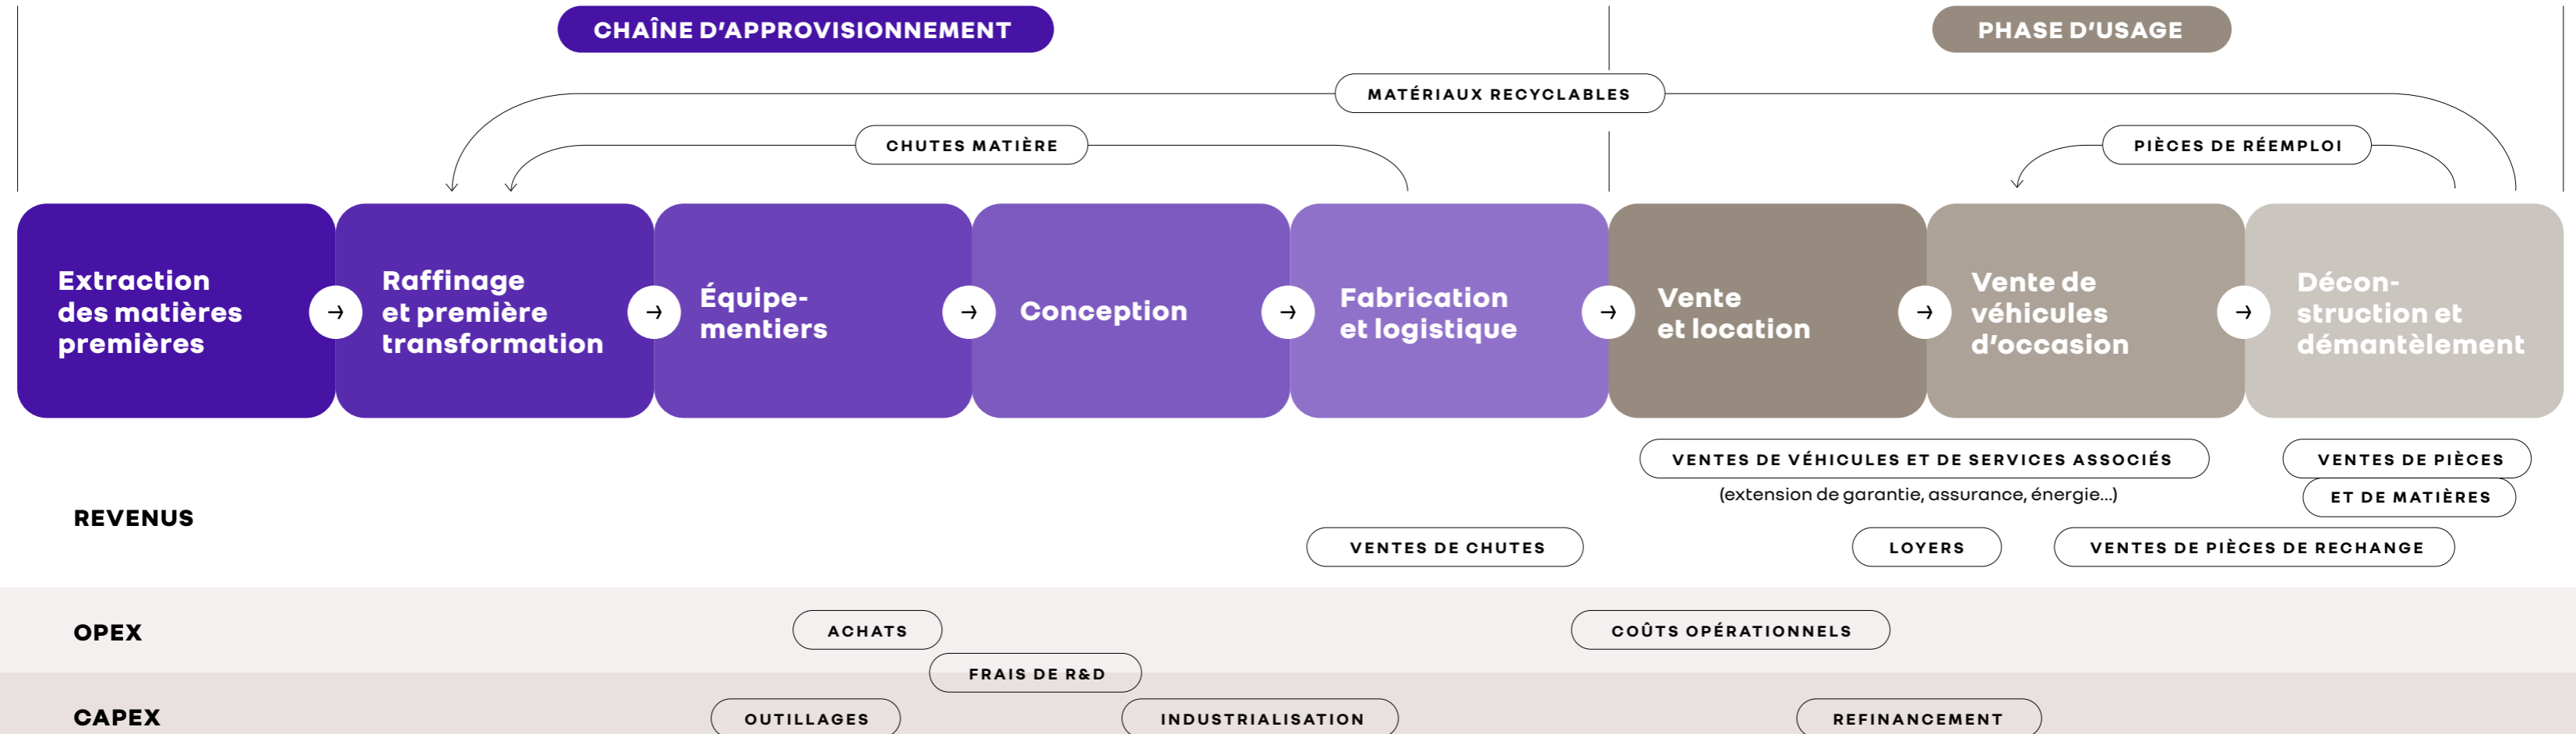 CHAÎNE D'APPROVISIONNEMENT
PHASE D'USAGE
MATÉRIAUX RECYCLABLES
CHUTES MATIÈRE
PIÈCES DE RÉEMPLOI
Extraction
des matières
premières
Raffinage
et première
transformation
Équipe-
mentiers
Conception
Fabrication
et logistique
Vente
et location
Vente de
véhicules
d'occasion
Décon-
struction et
démantèlement
REVENUS
VENTES DE VÉHICULES ET DE SERVICES ASSOCIÉS
(extension de garantie, assurance, énergie...)
VENTES DE PIÈCES
ET DE MATIÈRES
VENTES DE CHUTES
LOYERS
VENTES DE PIÈCES DE RECHANGE
OPEX
ACHATS
COÛTS OPÉRATIONNELS
FRAIS DE R&D
CAPEX
OUTILLAGES
INDUSTRIALISATION
REFINANCEMENT